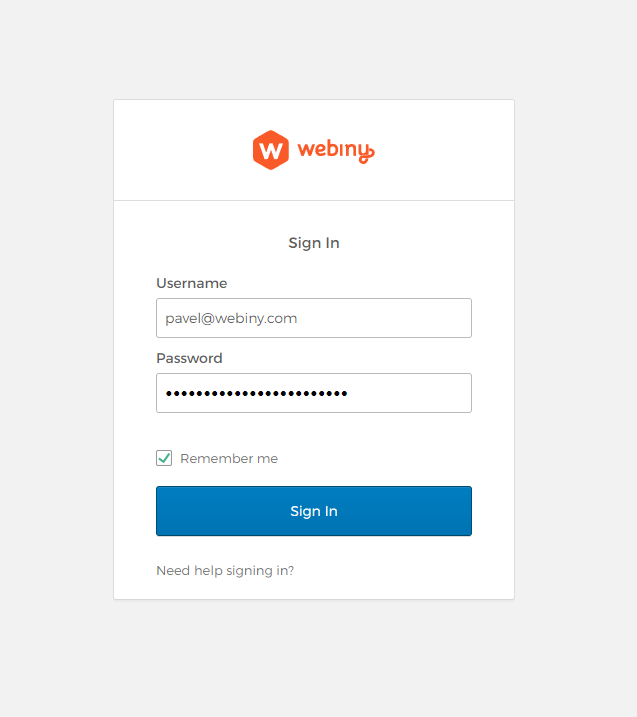 W webiny
Sign In
Username
pavel@webiny.com
Password
••••••••••••••••••••••••
Remember me
Sign In
Need help signing in?